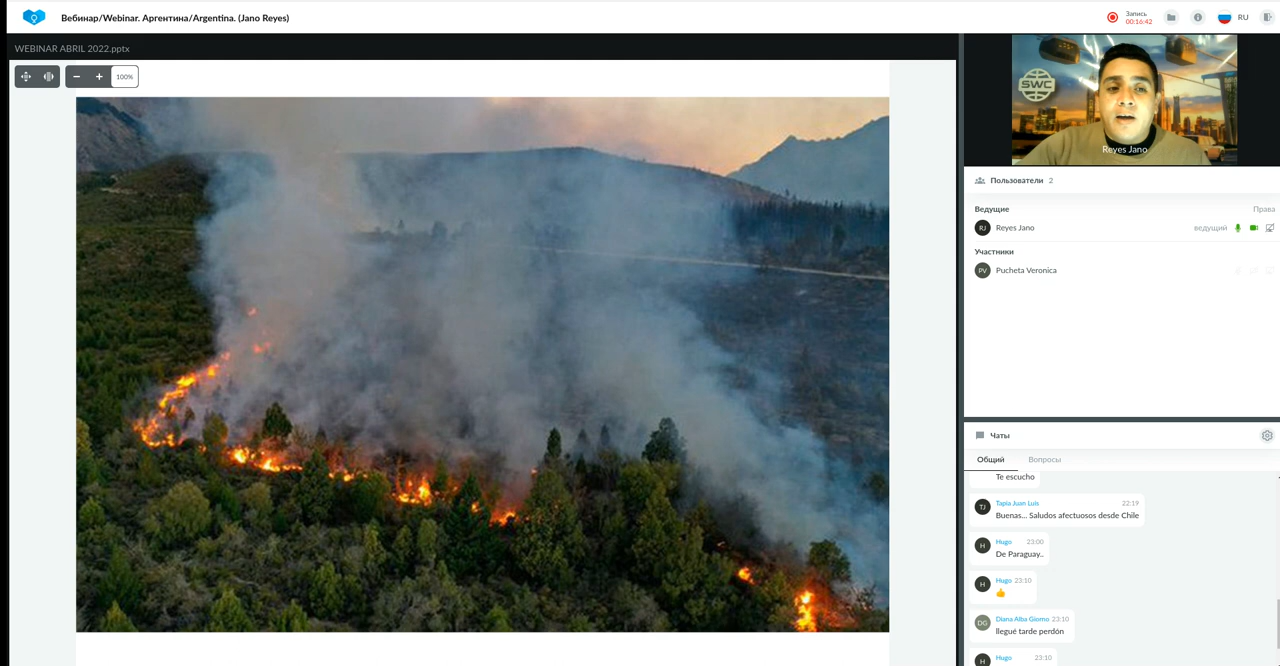 Вебинар/Webinar. Аргентина/Argentina. (Jano Reyes)
Запись
00:16:42
RU
WEBINAR ABRIL 2022.pptx
100%
SWC
Reyes Jano
Пользователи 2
Ведущие
Права
RJ
Reyes Jano
ведущий
Участники
PV
Pucheta Veronica
Чаты
Общий
Вопросы
Te escucho
TJ
Tapia Juan Luis 22:19
Buenas... Saludos afectuosos desde Chile
H
Hugo 23:00
De Paraguay..
H
Hugo 23:10
👍
DG
Diana Alba Giorno 23:10
llegué tarde perdón
H
Hugo 23:10